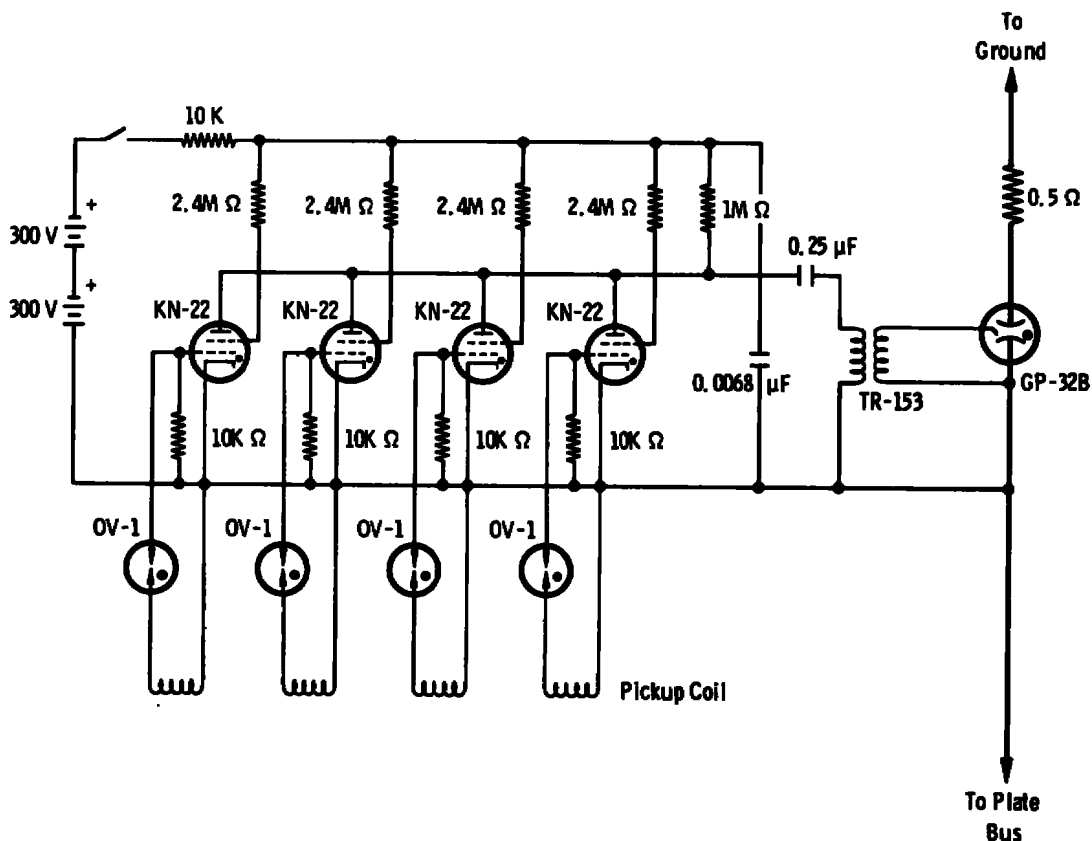 To
Ground
10 K
2.4M Ω
2.4M Ω
2.4M Ω
2.4M Ω
1M Ω
0.5 Ω
+
300 V
0.25 μF
+
300 V
KN-22
KN-22
KN-22
KN-22
GP-32B
0.0068 μF
TR-153
10K Ω
10K Ω
10K Ω
10K Ω
OV-1
OV-1
OV-1
OV-1
Pickup Coil
To Plate
Bus